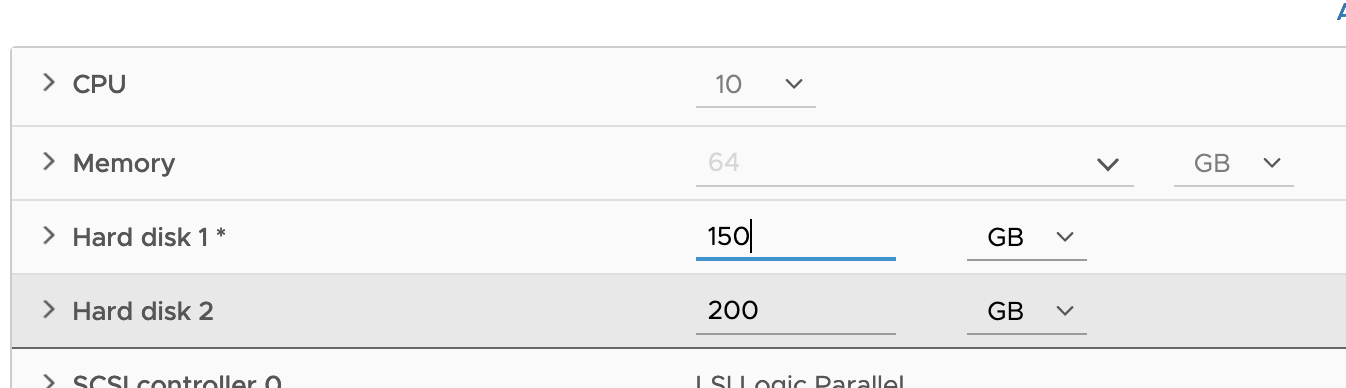 CPU 10
Memory 64 GB
Hard disk 1 * 150 GB
Hard disk 2 200 GB
SCSI controller 0 LSI Logic Parallel